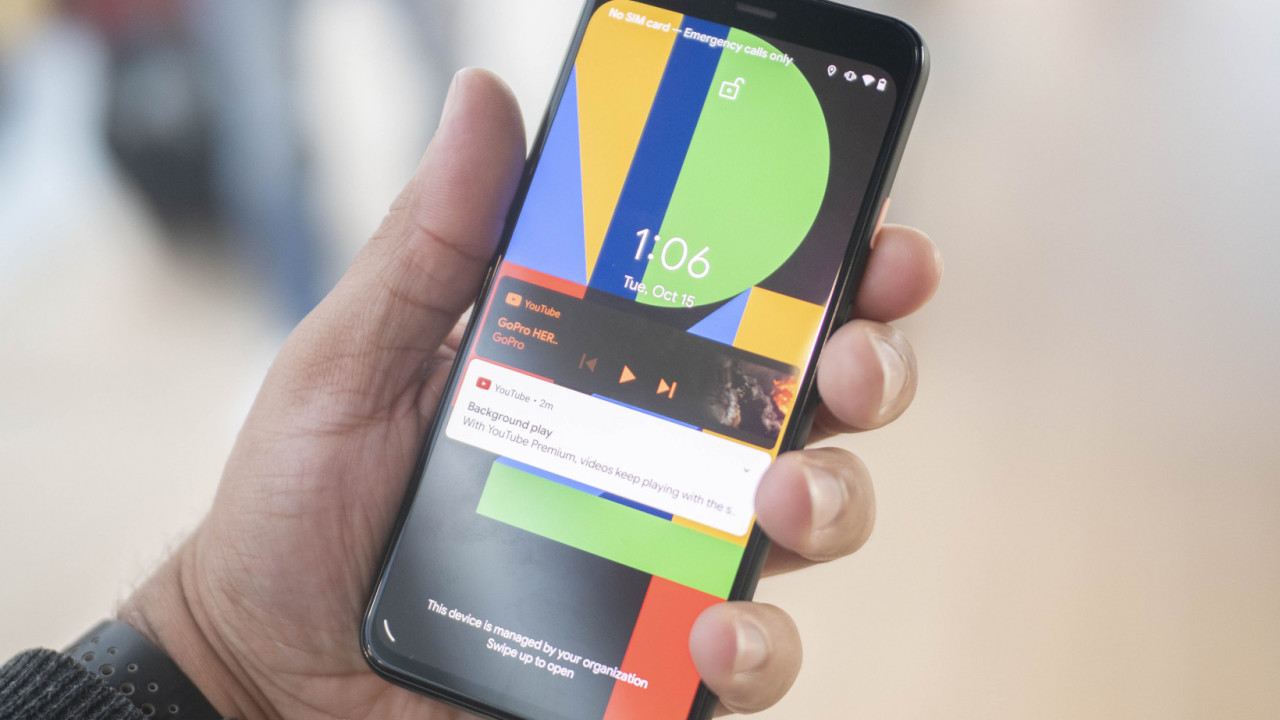 No SIM card — Emergency calls only
1:06
Tue, Oct 15
YouTube
GoPro HER..
GoPro
YouTube • 2m
Background play
With YouTube Premium, videos keep playing with the s..
This device is managed by your organization
Swipe up to open